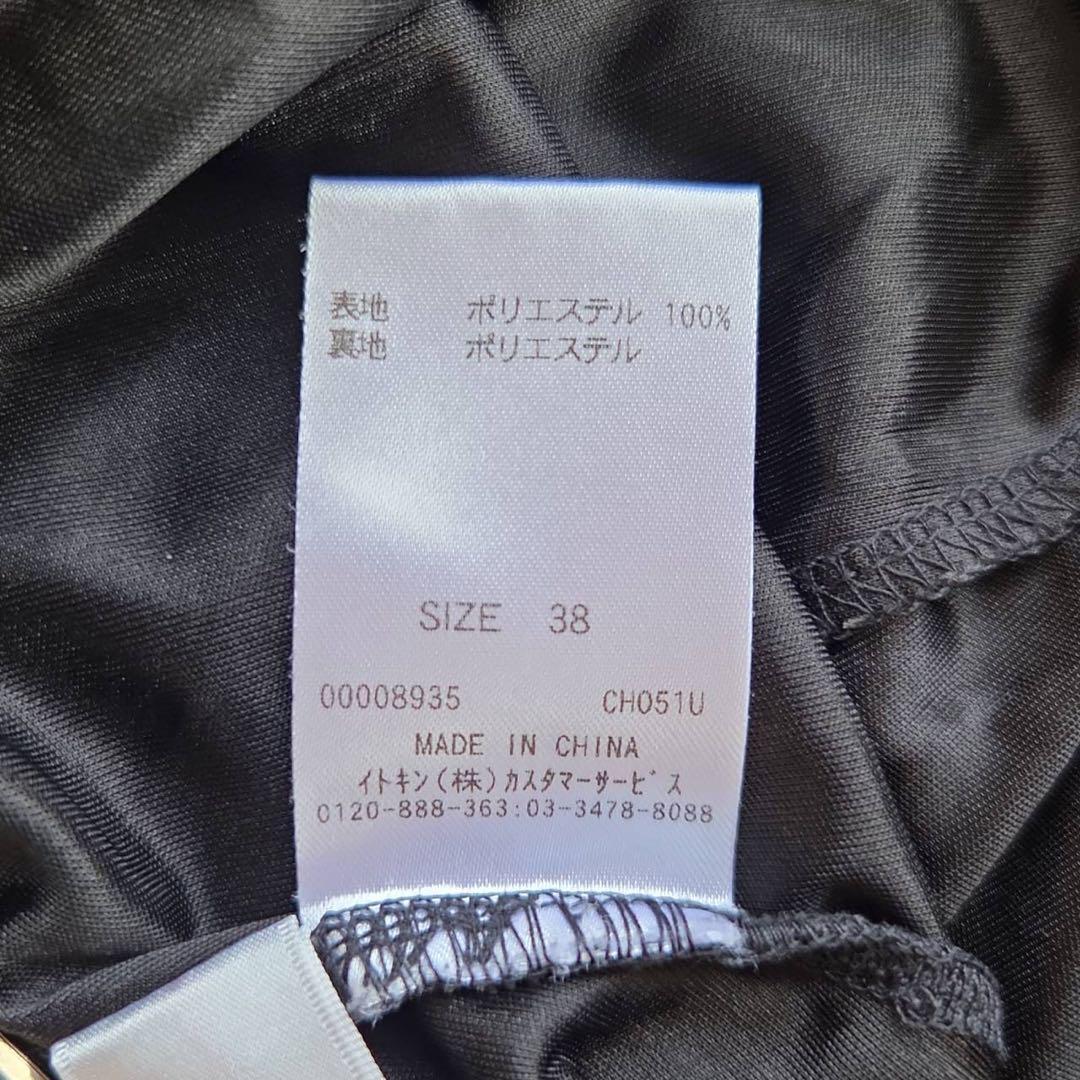 表地 ポリエステル 100%
裏地 ポリエステル
SIZE 38
00008935 CH051U
MADE IN CHINA
イトキン(株)カスタマーサービス
0120-888-363:03-3478-8088